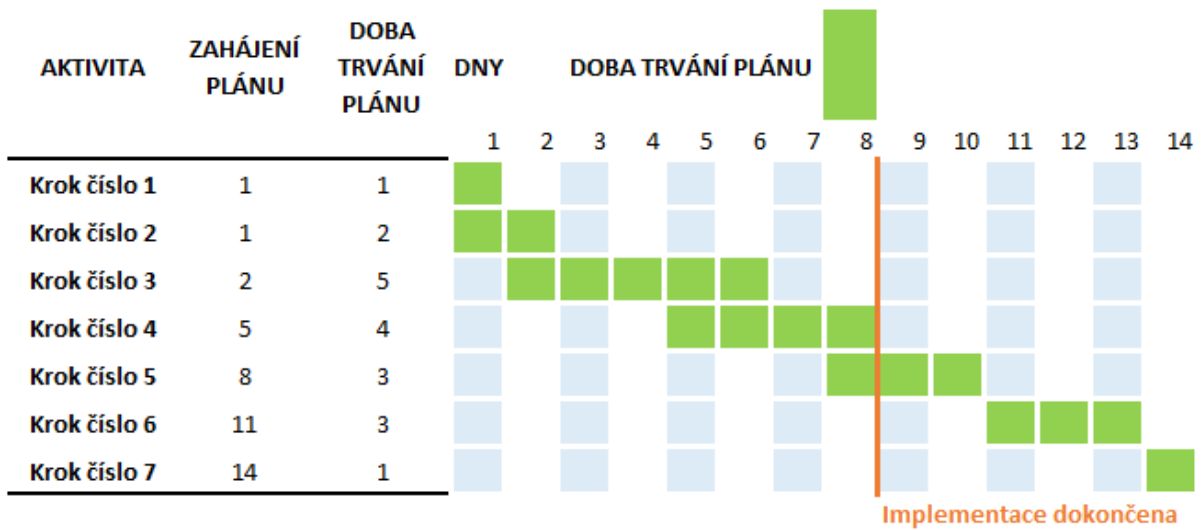 AKTIVITA ZAHÁJENÍ PLÁNU DOBA TRVÁNÍ PLÁNU DNY DOBA TRVÁNÍ PLÁNU
1 2 3 4 5 6 7 8 9 10 11 12 13 14
Krok číslo 1 1 1
Krok číslo 2 1 2
Krok číslo 3 2 5
Krok číslo 4 5 4
Krok číslo 5 8 3
Krok číslo 6 11 3
Krok číslo 7 14 1
Implementace dokončena